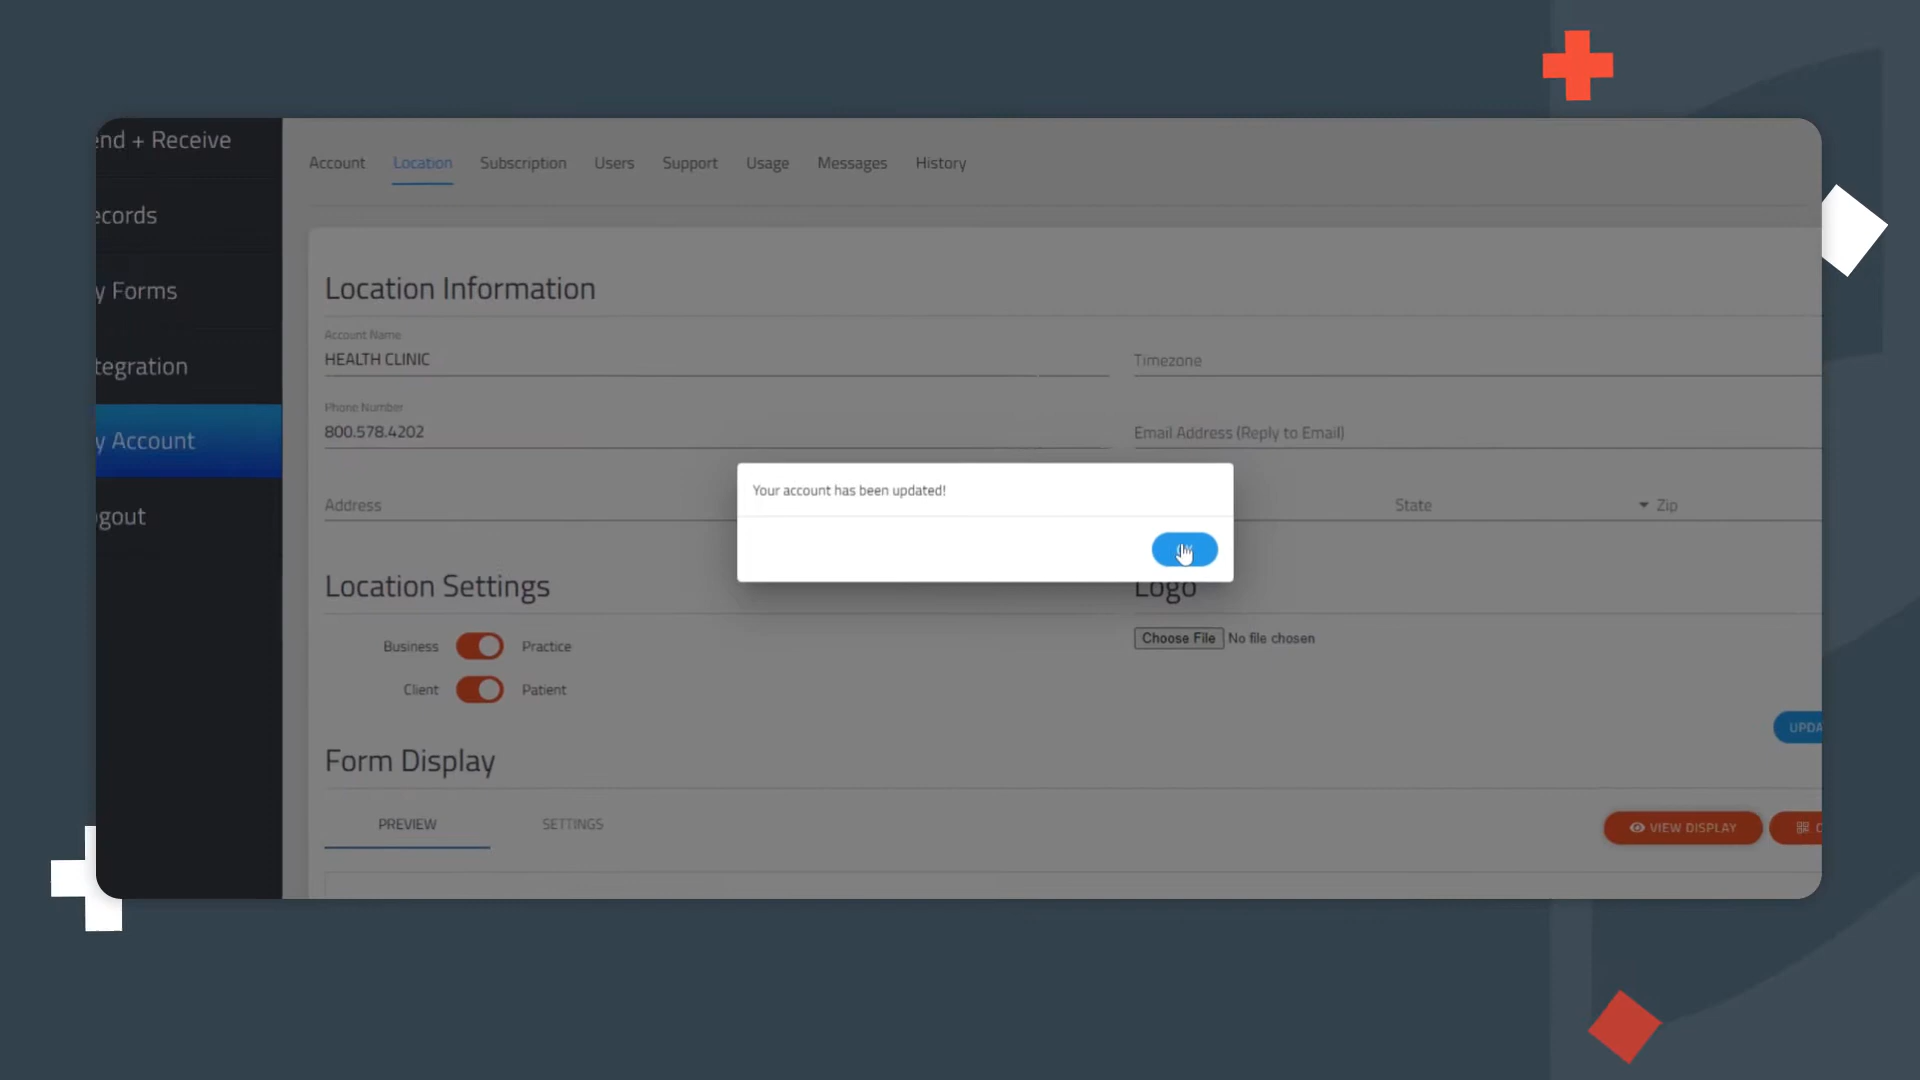 end + Receive
ecords
y Forms
tegration
y Account
gout
Account Location Subscription Users Support Usage Messages History
Location Information
Account Name
HEALTH CLINIC
Timezone
Phone Number
800.578.4202
Email Address (Reply to Email)
Address
State
Zip
Your account has been updated!
Location Settings
Logo
Business Practice
Choose File No file chosen
Client Patient
UPDA
Form Display
PREVIEW SETTINGS
VIEW DISPLAY